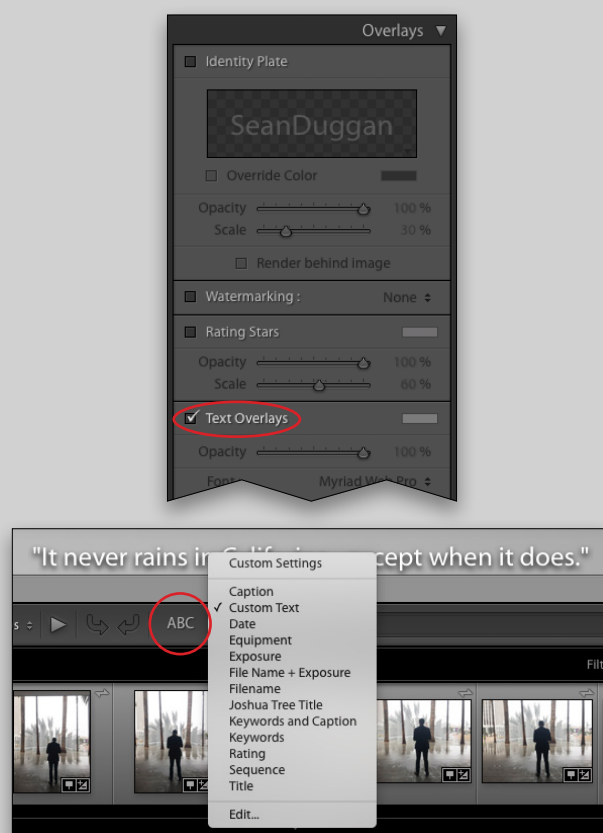 Overlays
Identity Plate
SeanDuggan
Override Color
Opacity 100 %
Scale 30 %
Render behind image
Watermarking : None
Rating Stars
Opacity 100 %
Scale 60 %
Text Overlays
Opacity 100 %
Font Myriad Web Pro
"It never rains in cept when it does."
Custom Settings
Caption
s ABC Custom Text
Date
Equipment
Exposure
File Name + Exposure
Filt
Filename
Joshua Tree Title
Keywords and Caption
Keywords
Rating
Sequence
Title
Edit...